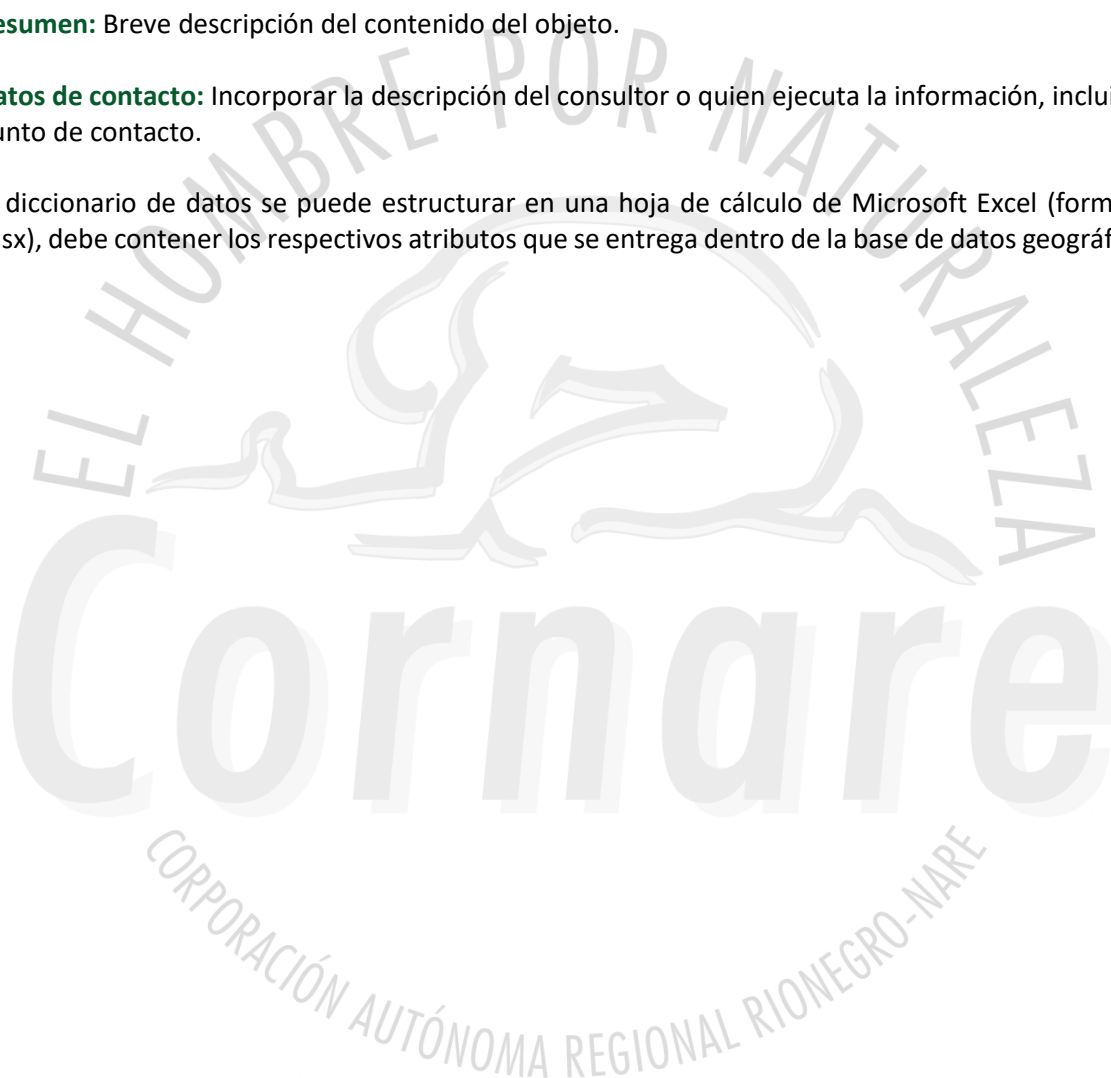 esumen: Breve descripción del contenido del objeto.
atos de contacto: Incorporar la descripción del consultor o quien ejecuta la información, inclui
unto de contacto.
diccionario de datos se puede estructurar en una hoja de cálculo de Microsoft Excel (form
sx), debe contener los respectivos atributos que se entrega dentro de la base de datos geográf
EL HOMBRE POR NATURALEZA
Cornare
CORPORACIÓN AUTÓNOMA REGIONAL RIONEGRO-NARE